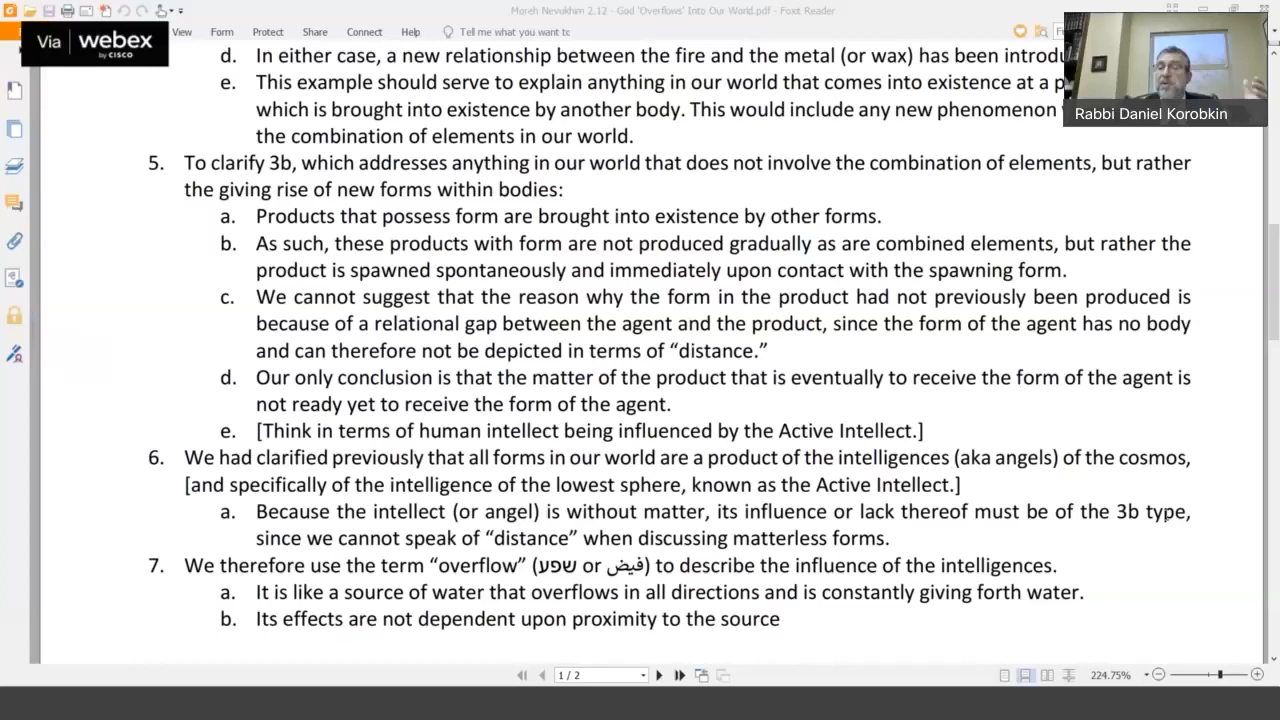 Moreh Nevukhm 2.12 - God 'Overflows' Into Our World.pdf - Foxit Reader
Via webex
by CISCO
View Form Protect Share Connect Help Tell me what you want to
Rabbi Daniel Korobkin
d. In either case, a new relationship between the fire and the metal (or wax) has been introdu
e. This example should serve to explain anything in our world that comes into existence at a p
which is brought into existence by another body. This would include any new phenomenon
the combination of elements in our world.
5. To clarify 3b, which addresses anything in our world that does not involve the combination of elements, but rather
the giving rise of new forms within bodies:
a. Products that possess form are brought into existence by other forms.
b. As such, these products with form are not produced gradually as are combined elements, but rather the
product is spawned spontaneously and immediately upon contact with the spawning form.
c. We cannot suggest that the reason why the form in the product had not previously been produced is
because of a relational gap between the agent and the product, since the form of the agent has no body
and can therefore not be depicted in terms of “distance.”
d. Our only conclusion is that the matter of the product that is eventually to receive the form of the agent is
not ready yet to receive the form of the agent.
e. [Think in terms of human intellect being influenced by the Active Intellect.]
6. We had clarified previously that all forms in our world are a product of the intelligences (aka angels) of the cosmos,
[and specifically of the intelligence of the lowest sphere, known as the Active Intellect.]
a. Because the intellect (or angel) is without matter, its influence or lack thereof must be of the 3b type,
since we cannot speak of “distance” when discussing matterless forms.
7. We therefore use the term “overflow” (שפע or فيض) to describe the influence of the intelligences.
a. It is like a source of water that overflows in all directions and is constantly giving forth water.
b. Its effects are not dependent upon proximity to the source
1 / 2
224.75%